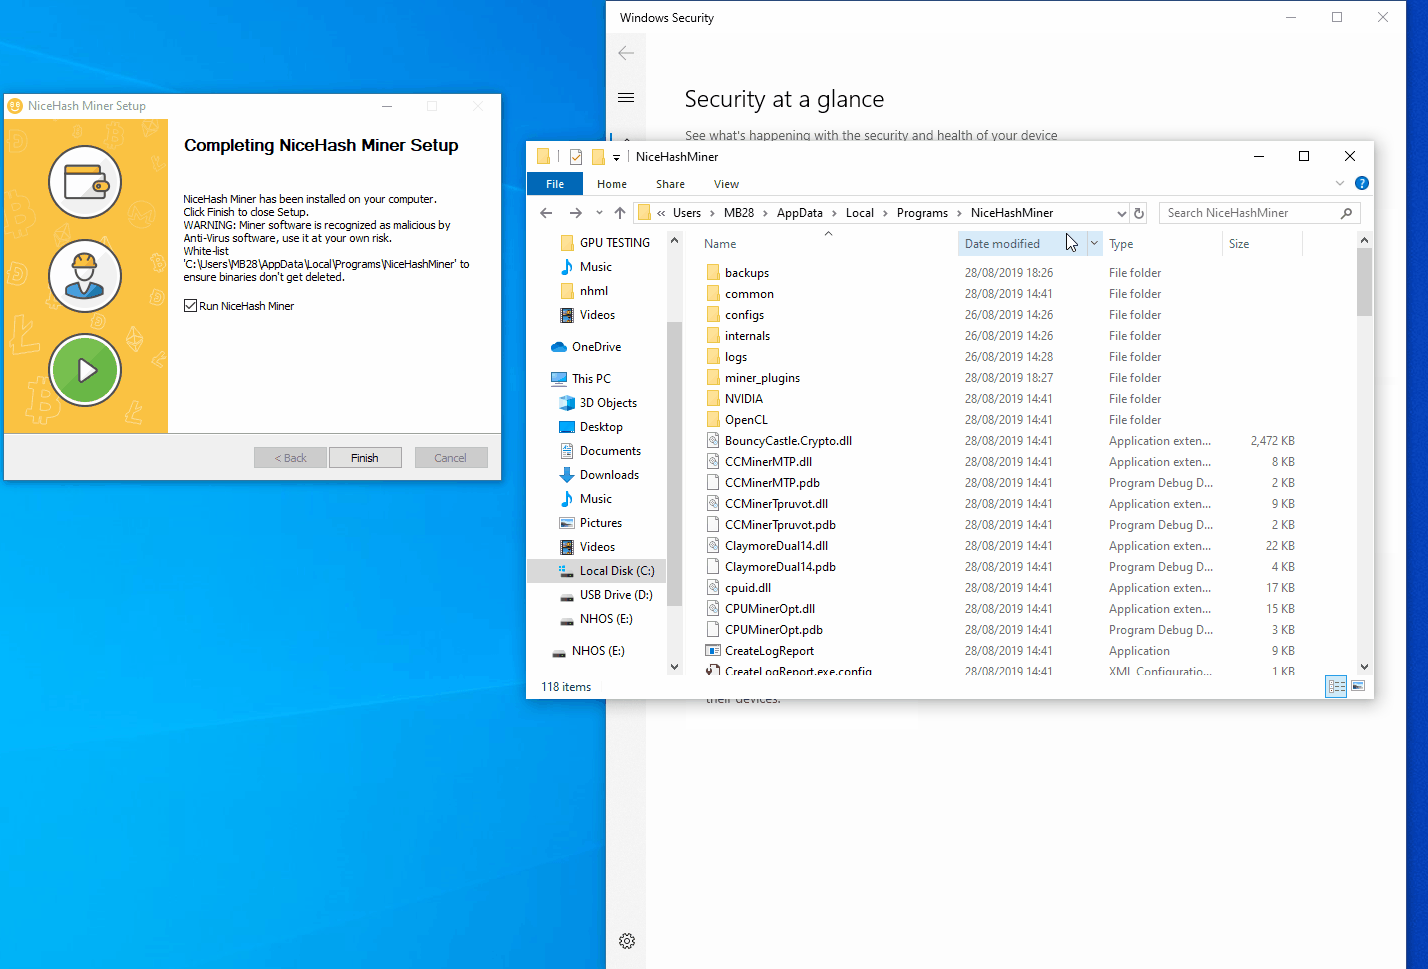 Windows Security
Security at a glance
See what's happening with the security and health of your device
NiceHash Miner Setup
Completing NiceHash Miner Setup
NiceHash Miner has been installed on your computer.
Click Finish to close Setup.
WARNING: Miner software is recognized as malicious by
Anti-Virus software, use it at your own risk.
White-list
'C:\Users\MB28\AppData\Local\Programs\NiceHashMiner' to
ensure binaries don't get deleted.
Run NiceHash Miner
< Back Finish Cancel
NiceHashMiner
File Home Share View
« Users > MB28 > AppData > Local > Programs > NiceHashMiner
Search NiceHashMiner
GPU TESTING
Music
nhml
Videos
OneDrive
This PC
3D Objects
Desktop
Documents
Downloads
Music
Pictures
Videos
Local Disk (C:)
USB Drive (D:)
NHOS (E:)
NHOS (E:)
Name Date modified Type Size
backups 28/08/2019 18:26 File folder
common 28/08/2019 14:41 File folder
configs 26/08/2019 14:26 File folder
internals 26/08/2019 14:26 File folder
logs 26/08/2019 14:28 File folder
miner_plugins 28/08/2019 18:27 File folder
NVIDIA 28/08/2019 14:41 File folder
OpenCL 28/08/2019 14:41 File folder
BouncyCastle.Crypto.dll 28/08/2019 14:41 Application exten... 2,472 KB
CCMinerMTP.dll 28/08/2019 14:41 Application exten... 8 KB
CCMinerMTP.pdb 28/08/2019 14:41 Program Debug D... 2 KB
CCMinerTpruvot.dll 28/08/2019 14:41 Application exten... 9 KB
CCMinerTpruvot.pdb 28/08/2019 14:41 Program Debug D... 2 KB
ClaymoreDual14.dll 28/08/2019 14:41 Application exten... 22 KB
ClaymoreDual14.pdb 28/08/2019 14:41 Program Debug D... 4 KB
cpuid.dll 28/08/2019 14:41 Application exten... 17 KB
CPUMinerOpt.dll 28/08/2019 14:41 Application exten... 15 KB
CPUMinerOpt.pdb 28/08/2019 14:41 Program Debug D... 3 KB
CreateLogReport 28/08/2019 14:41 Application 9 KB
CreateLogReport.exe.config 28/08/2019 14:41 XML Configuratio... 1 KB
118 items
their devices.